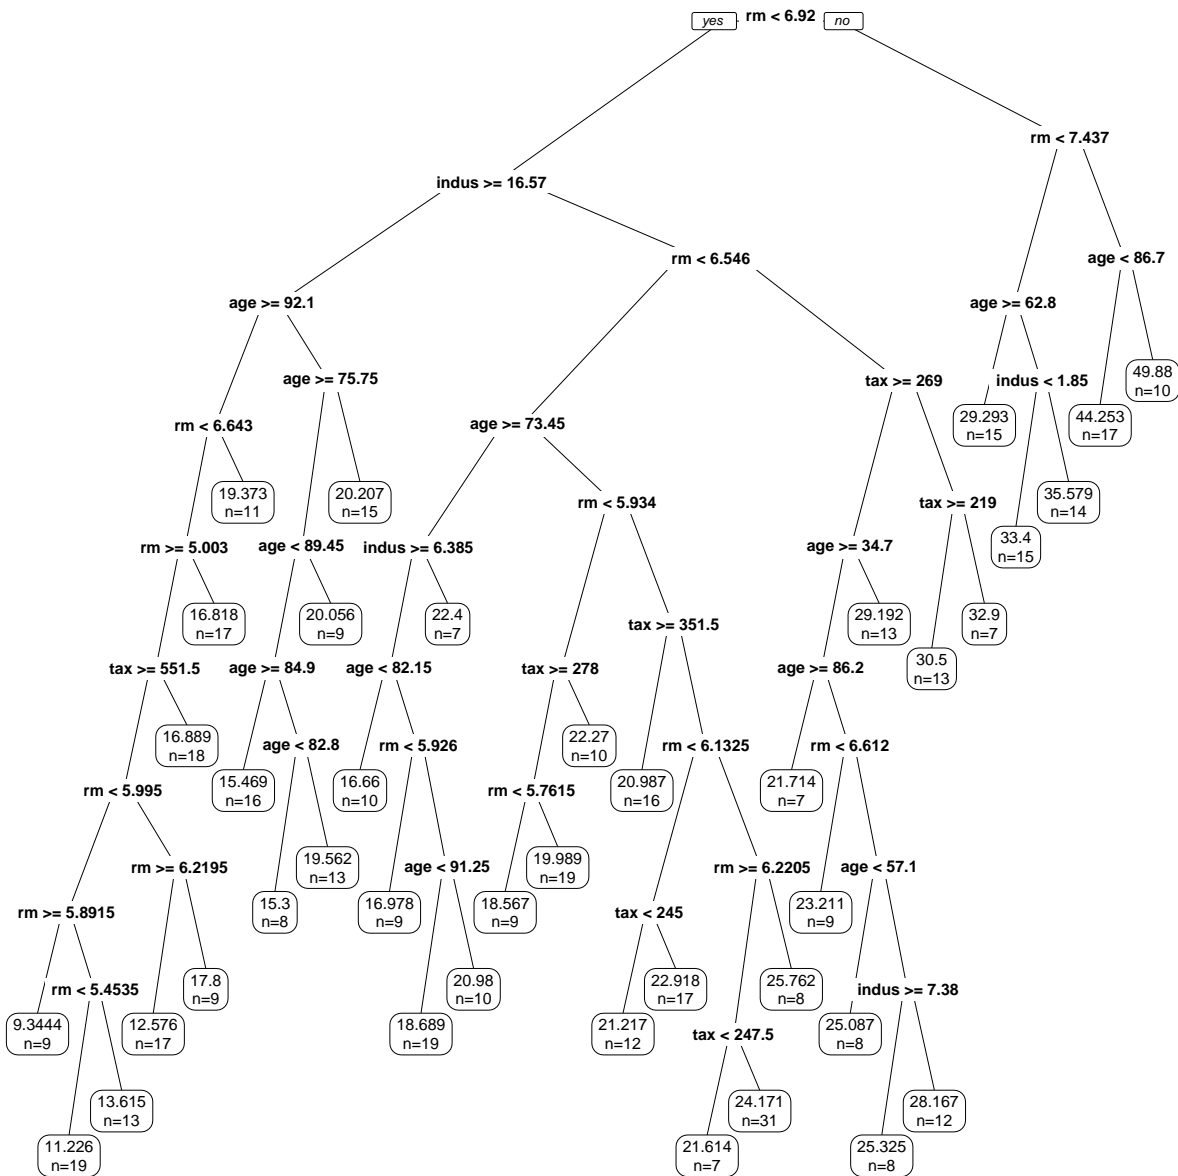 yes
rm < 6.92
no
rm < 7.437
indus >= 16.57
rm < 6.546
age < 86.7
age >= 92.1
age >= 62.8
age >= 75.75
tax >= 269
indus < 1.85
49.88
n=10
rm < 6.643
age >= 73.45
29.293
n=15
44.253
n=17
19.373
n=11
20.207
n=15
rm < 5.934
tax >= 219
35.579
n=14
rm >= 5.003
age < 89.45
indus >= 6.385
age >= 34.7
33.4
n=15
16.818
n=17
20.056
n=9
22.4
n=7
tax >= 351.5
29.192
n=13
32.9
n=7
tax >= 551.5
age >= 84.9
age < 82.15
tax >= 278
age >= 86.2
30.5
n=13
16.889
n=18
age < 82.8
rm < 5.926
22.27
n=10
rm < 6.1325
rm < 6.612
rm < 5.995
15.469
n=16
16.66
n=10
rm < 5.7615
20.987
n=16
21.714
n=7
rm >= 6.2195
19.562
n=13
age < 91.25
19.989
n=19
rm >= 6.2205
age < 57.1
rm >= 5.8915
15.3
n=8
16.978
n=9
18.567
n=9
tax < 245
23.211
n=9
rm < 5.4535
17.8
n=9
20.98
n=10
22.918
n=17
25.762
n=8
indus >= 7.38
9.3444
n=9
12.576
n=17
18.689
n=19
21.217
n=12
tax < 247.5
25.087
n=8
13.615
n=13
24.171
n=31
28.167
n=12
11.226
n=19
21.614
n=7
25.325
n=8